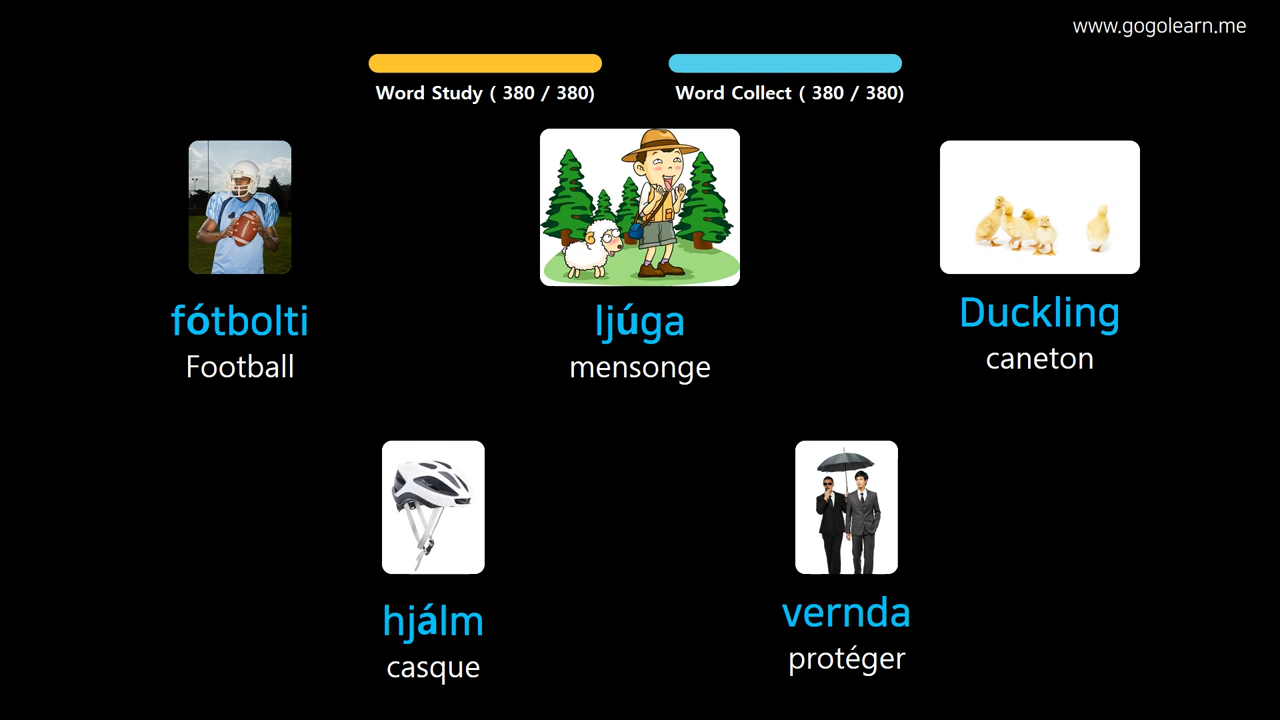 www.gogolearn.me
Word Study ( 380 / 380)
Word Collect ( 380 / 380)
fótbolti
Football
ljúga
mensonge
Duckling
caneton
hjálm
casque
vernda
protéger